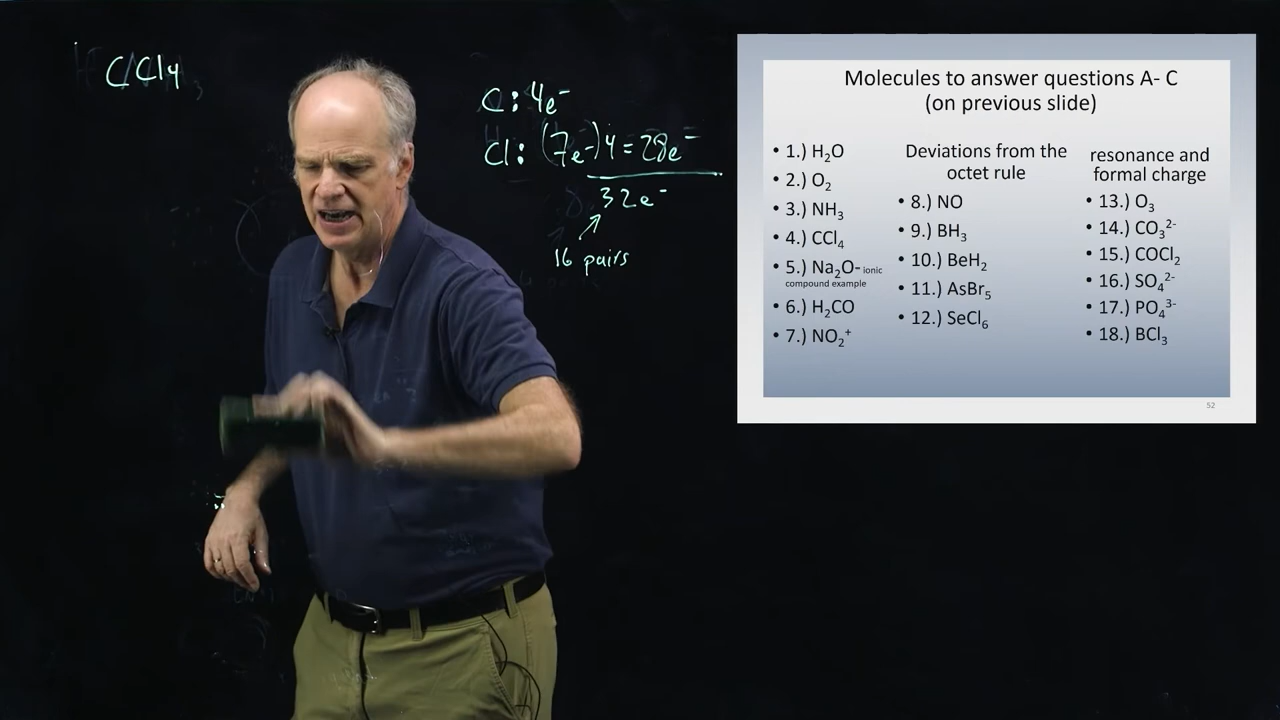 CCl4
C: 4e⁻
Cl: (7e⁻)4 = 28e⁻
32e⁻
16 pairs
Molecules to answer questions A- C
(on previous slide)
• 1.) H₂O
• 2.) O₂
• 3.) NH₃
• 4.) CCl₄
• 5.) Na₂O- ionic
compound example
• 6.) H₂CO
• 7.) NO₂⁺
Deviations from the
octet rule
• 8.) NO
• 9.) BH₃
• 10.) BeH₂
• 11.) AsBr₅
• 12.) SeCl₆
resonance and
formal charge
• 13.) O₃
• 14.) CO₃²⁻
• 15.) COCl₂
• 16.) SO₄²⁻
• 17.) PO₄³⁻
• 18.) BCl₃
52